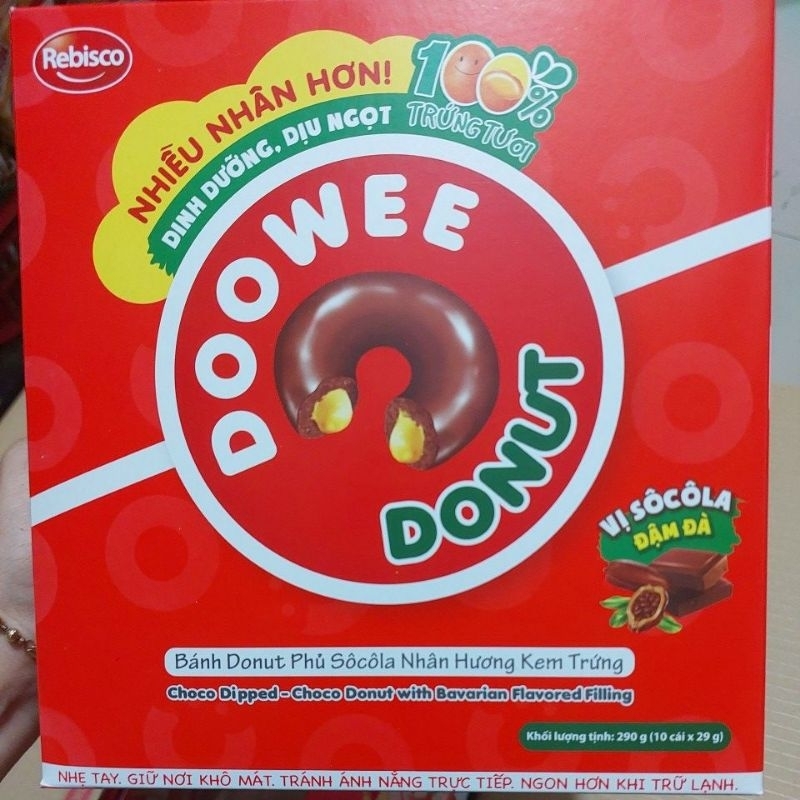 Rebisco
NHIỀU NHÂN HƠN!
DINH DƯỠNG, DỊU NGỌT
100%
TRỨNG TƯƠI
DOOWEE
DONUT
VỊ SÔCÔLA
ĐẬM ĐÀ
Bánh Donut Phủ Sôcôla Nhân Hương Kem Trứng
Choco Dipped - Choco Donut with Bavarian Flavored Filling
Khối lượng tịnh: 290 g (10 cái x 29 g)
NHẸ TAY. GIỮ NƠI KHÔ MÁT. TRÁNH ÁNH NẮNG TRỰC TIẾP. NGON HƠN KHI TRỮ LẠNH.